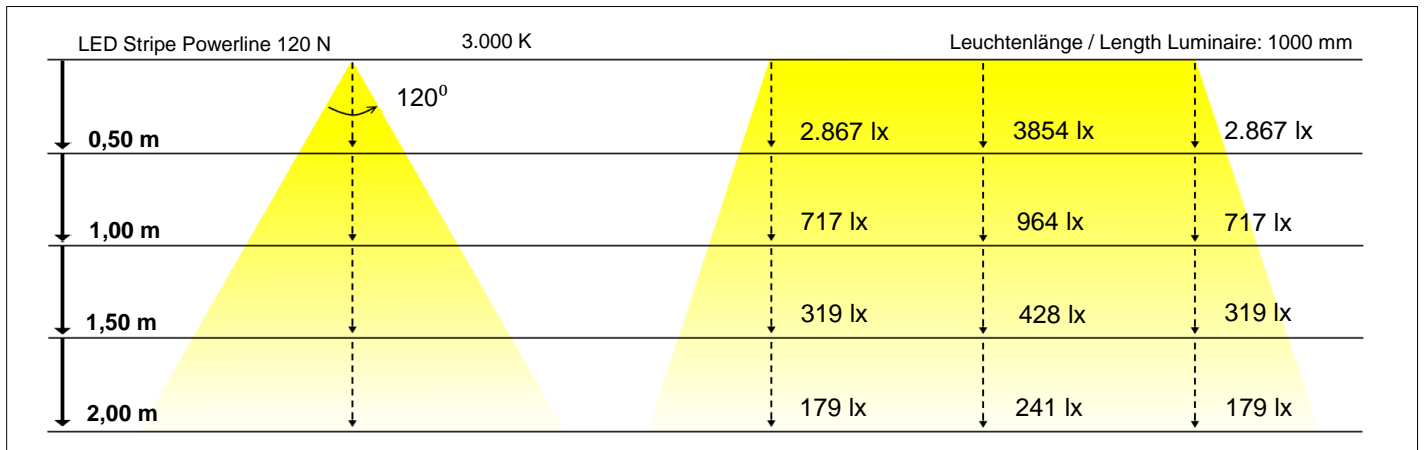 LED Stripe Powerline 120 N 3.000 K Leuchtenlänge / Length Luminaire: 1000 mm
120⁰
0,50 m 2.867 lx 3854 lx 2.867 lx
1,00 m 717 lx 964 lx 717 lx
1,50 m 319 lx 428 lx 319 lx
2,00 m 179 lx 241 lx 179 lx